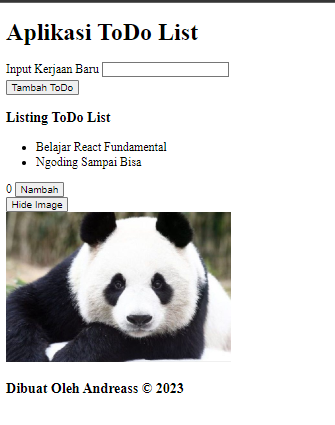 Aplikasi ToDo List
Input Kerjaan Baru
Tambah ToDo
Listing ToDo List
Belajar React Fundamental
Ngoding Sampai Bisa
0 Nambah
Hide Image
Dibuat Oleh Andreass © 2023